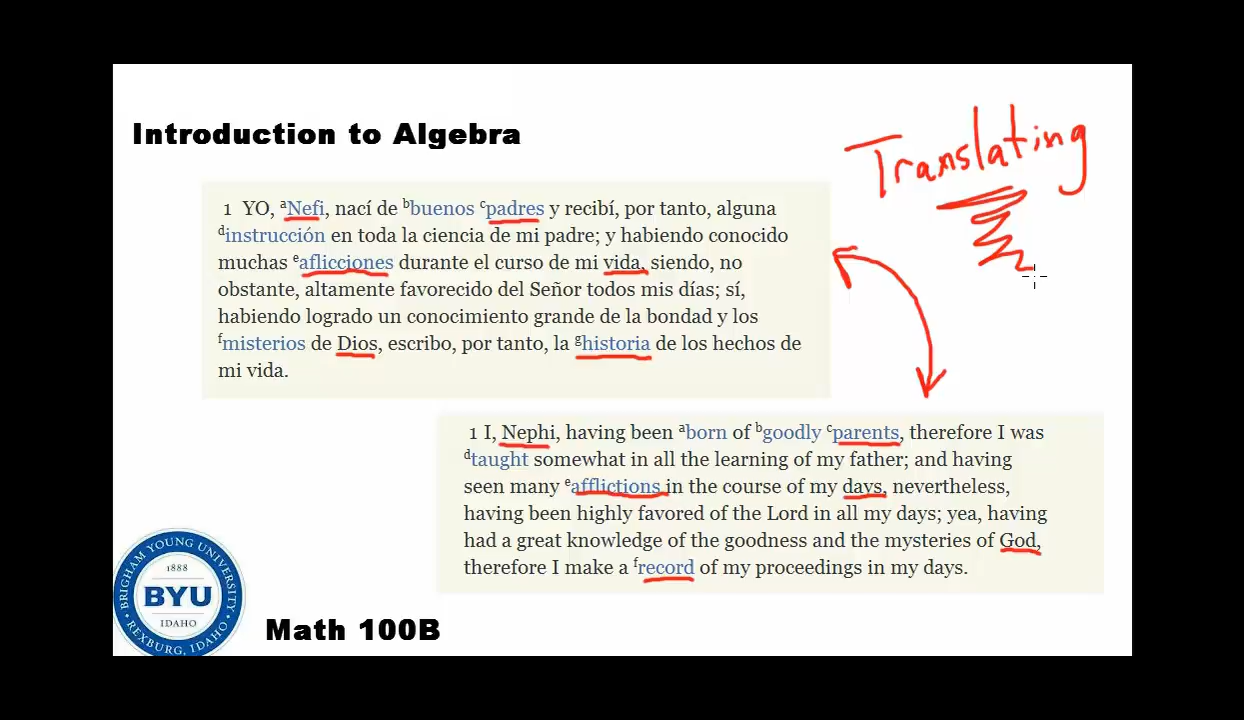 Introduction to Algebra
Translating
1 YO, aNefi, nací de bbuenos cpadres y recibí, por tanto, alguna
dinstrucción en toda la ciencia de mi padre; y habiendo conocido
muchas eaflicciones durante el curso de mi vida, siendo, no
obstante, altamente favorecido del Señor todos mis días; sí,
habiendo logrado un conocimiento grande de la bondad y los
fmisterios de Dios, escribo, por tanto, la ghistoria de los hechos de
mi vida.
1 I, Nephi, having been aborn of bgoodly cparents, therefore I was
dtaught somewhat in all the learning of my father; and having
seen many eafflictions in the course of my days, nevertheless,
having been highly favored of the Lord in all my days; yea, having
had a great knowledge of the goodness and the mysteries of God,
therefore I make a frecord of my proceedings in my days.
BRIGHAM YOUNG UNIVERSITY
1888
BYU
IDAHO
REXBURG, IDAHO
Math 100B